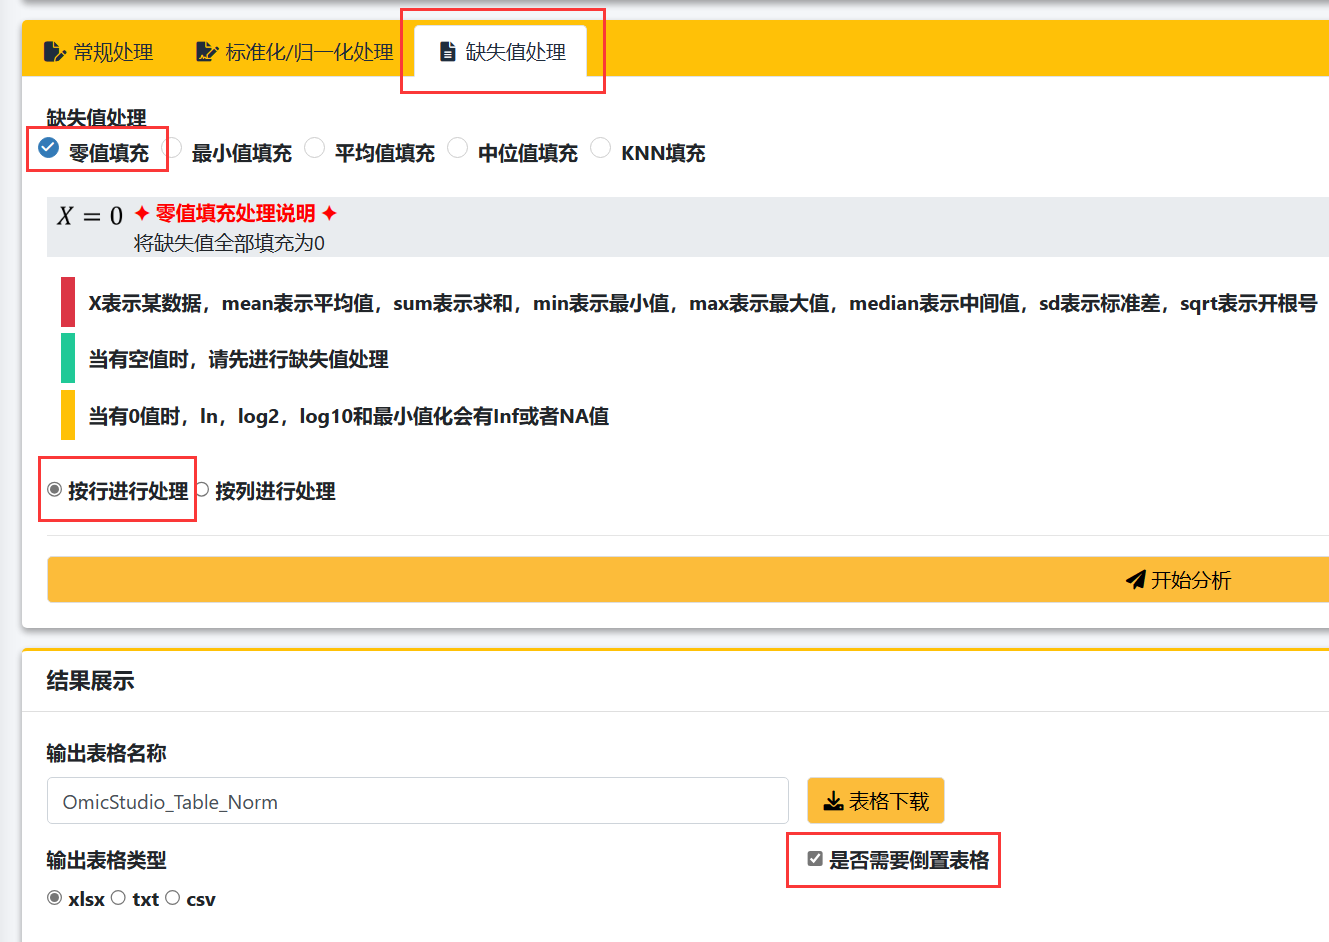 常规处理 标准化/归一化处理 缺失值处理
缺失值处理
零值填充 最小值填充 平均值填充 中位值填充 KNN填充
X = 0 ✦ 零值填充处理说明 ✦
将缺失值全部填充为0
X表示某数据，mean表示平均值，sum表示求和，min表示最小值，max表示最大值，median表示中间值，sd表示标准差，sqrt表示开根号
当有空值时，请先进行缺失值处理
当有0值时，ln，log2，log10和最小值化会有Inf或者NA值
按行进行处理 按列进行处理
开始分析
结果展示
输出表格名称
OmicStudio_Table_Norm 表格下载
输出表格类型 是否需要倒置表格
xlsx txt csv